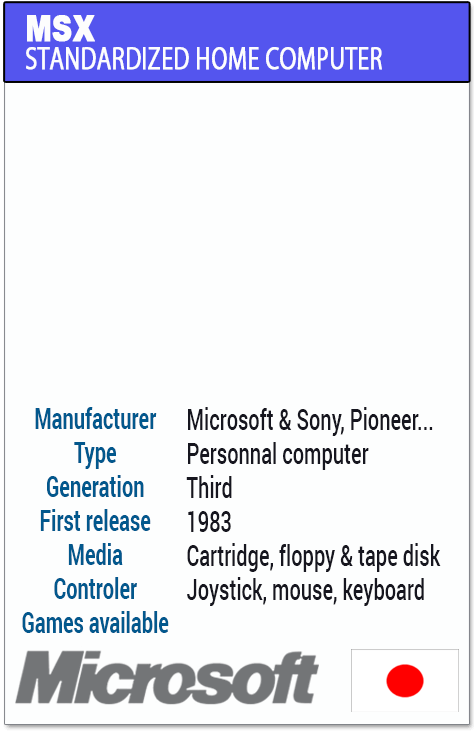 MSX
STANDARDIZED HOME COMPUTER
Manufacturer Microsoft & Sony, Pioneer...
Type Personnal computer
Generation Third
First release 1983
Media Cartridge, floppy & tape disk
Controler Joystick, mouse, keyboard
Games available
Microsoft